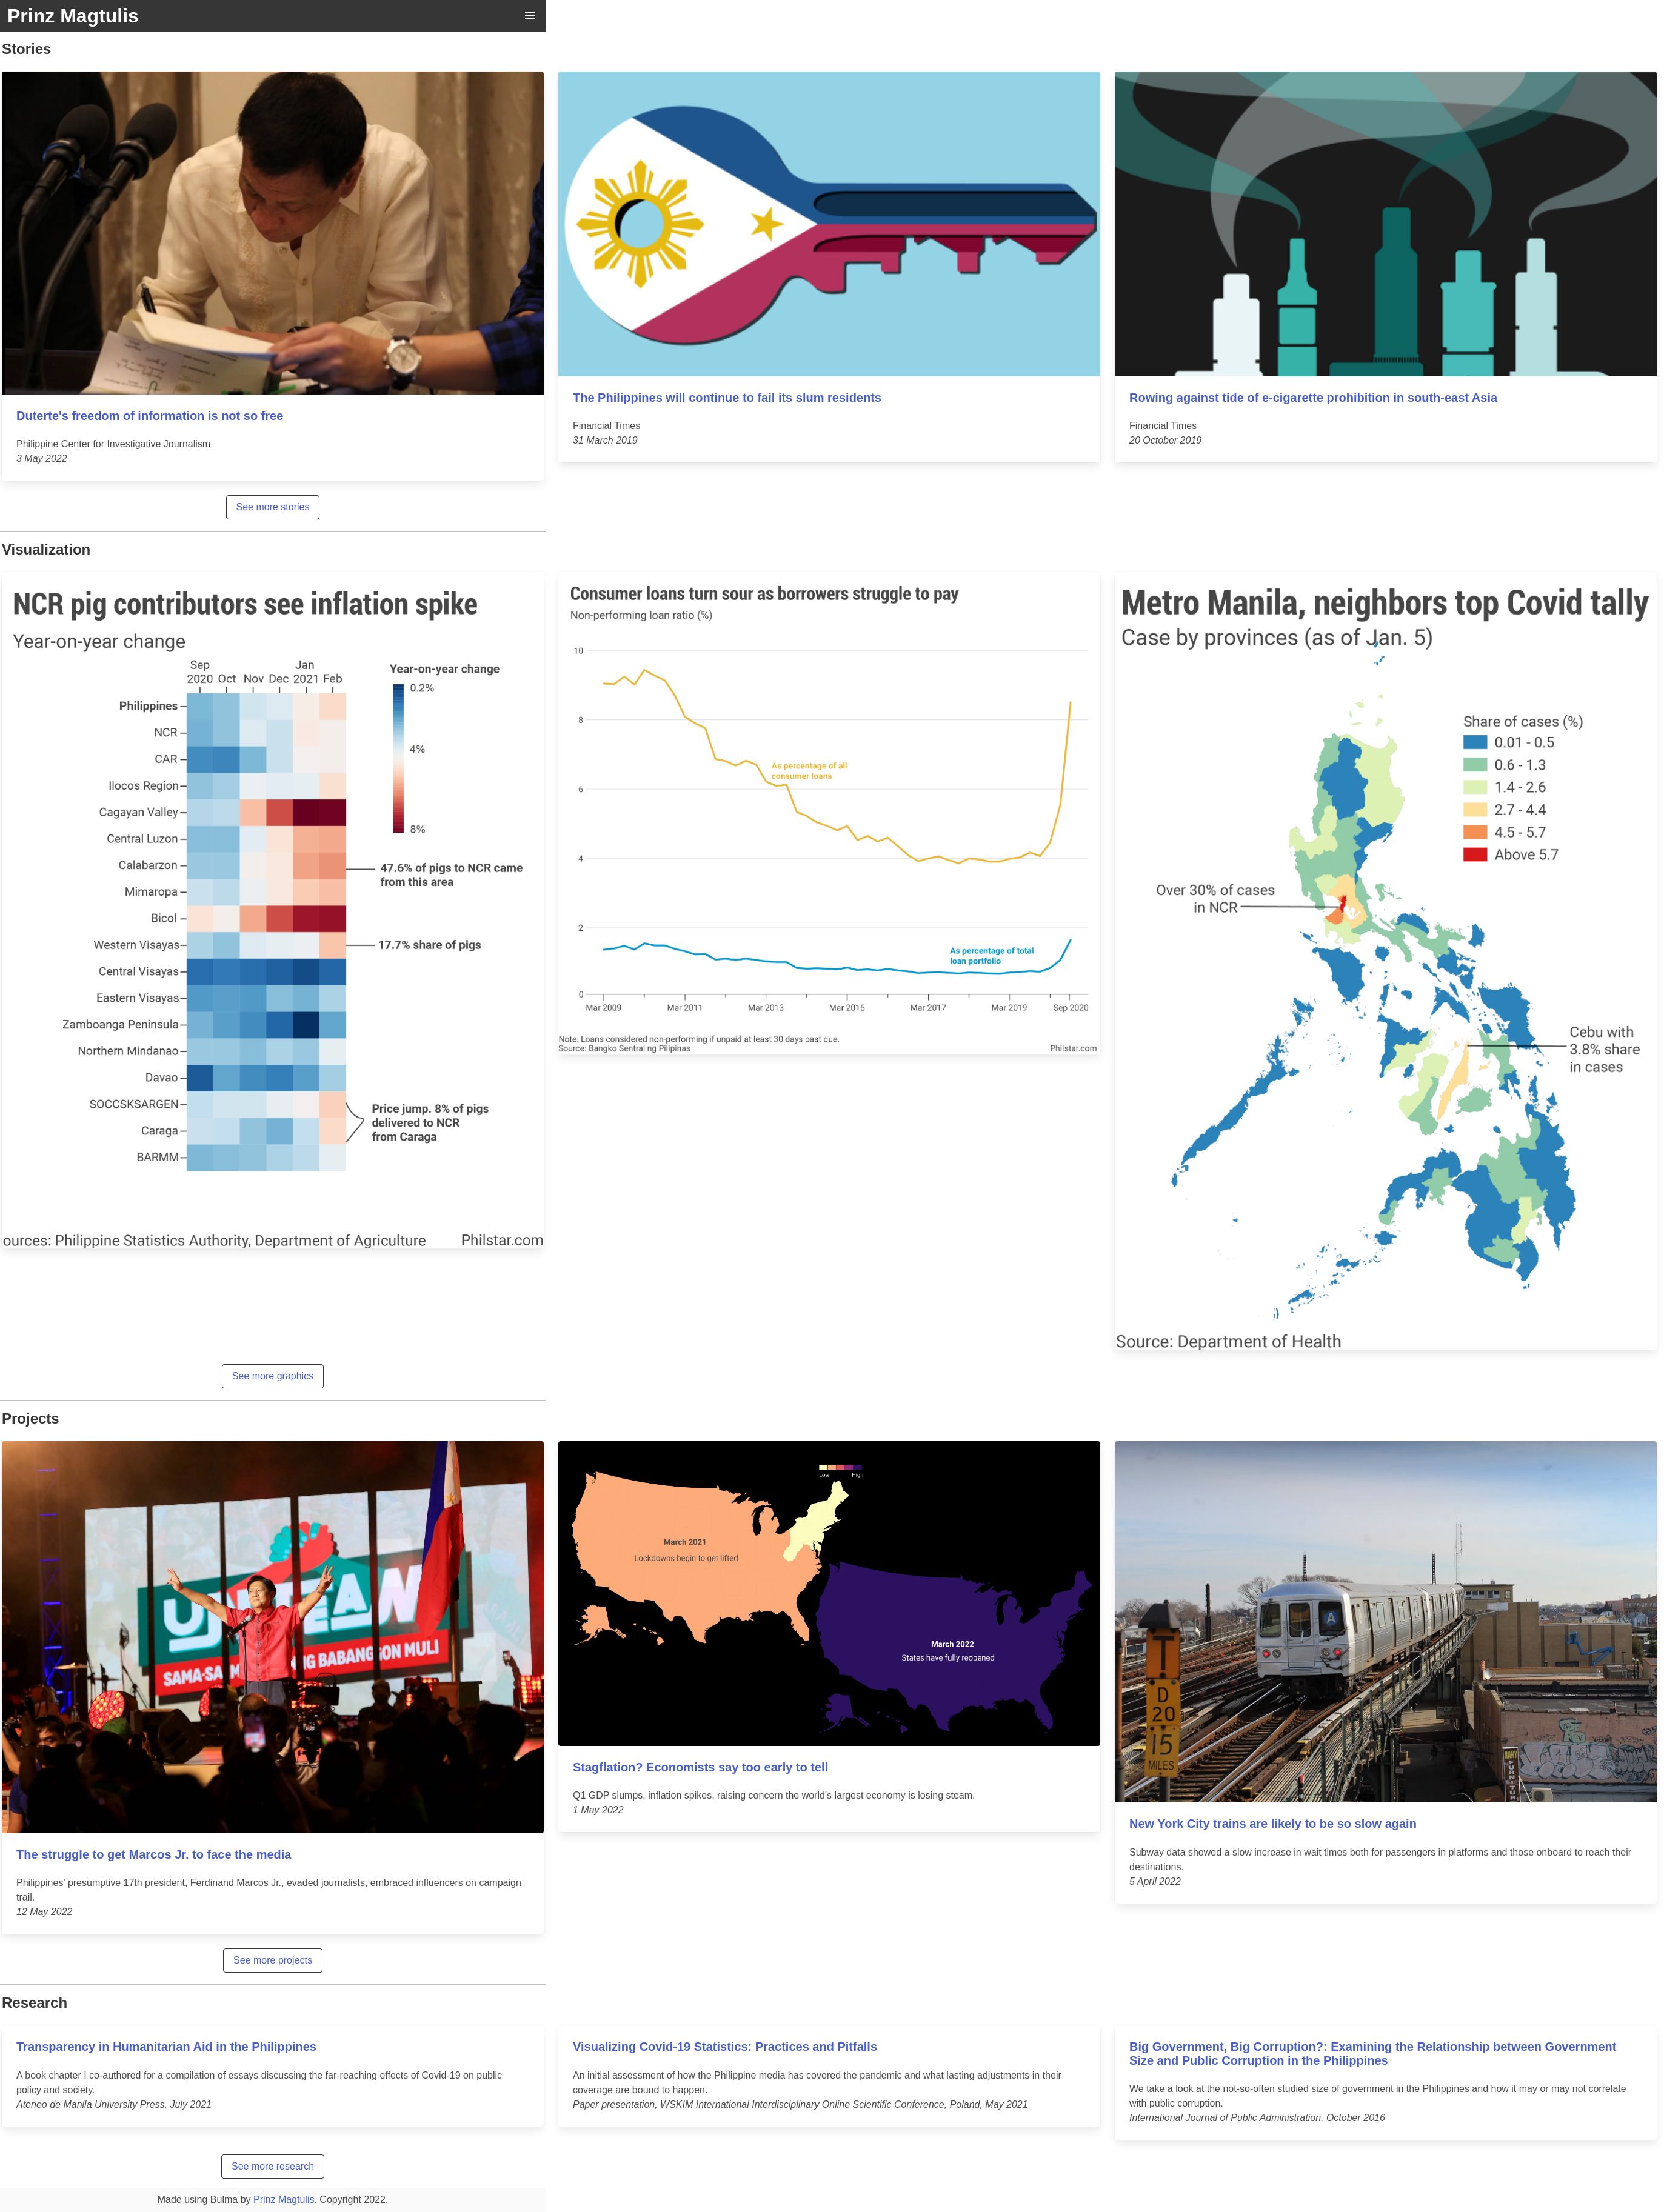 Prinz Magtulis
Stories
Duterte's freedom of information is not so free
Philippine Center for Investigative Journalism
3 May 2022
The Philippines will continue to fail its slum residents
Financial Times
31 March 2019
Rowing against tide of e-cigarette prohibition in south-east Asia
Financial Times
20 October 2019
See more stories
Visualization
NCR pig contributors see inflation spike
Year-on-year change
Sep
2020 Oct Nov Dec
Jan
2021 Feb
Year-on-year change
0.2%
4%
8%
Philippines
NCR
CAR
Ilocos Region
Cagayan Valley
Central Luzon
Calabarzon
Mimaropa
Bicol
Western Visayas
Central Visayas
Eastern Visayas
Zamboanga Peninsula
Northern Mindanao
Davao
SOCCSKSARGEN
Caraga
BARMM
47.6% of pigs to NCR came
from this area
17.7% share of pigs
Price jump. 8% of pigs
delivered to NCR
from Caraga
ources: Philippine Statistics Authority, Department of Agriculture
Philstar.com
Consumer loans turn sour as borrowers struggle to pay
Non-performing loan ratio (%)
10
8
6
4
2
0
As percentage of all
consumer loans
As percentage of total
loan portfolio
Mar 2009 Mar 2011 Mar 2013 Mar 2015 Mar 2017 Mar 2019 Sep 2020
Note: Loans considered non-performing if unpaid at least 30 days past due.
Source: Bangko Sentral ng Pilipinas
Philstar.com
Metro Manila, neighbors top Covid tally
Case by provinces (as of Jan. 5)
Share of cases (%)
0.01 - 0.5
0.6 - 1.3
1.4 - 2.6
2.7 - 4.4
4.5 - 5.7
Above 5.7
Over 30% of cases
in NCR
Cebu with
3.8% share
in cases
Source: Department of Health
See more graphics
Projects
SAMA-SA
NG BABANGON MULI
The struggle to get Marcos Jr. to face the media
Philippines' presumptive 17th president, Ferdinand Marcos Jr., evaded journalists, embraced influencers on campaign
trail.
12 May 2022
Low High
March 2021
Lockdowns begin to get lifted
March 2022
States have fully reopened
Stagflation? Economists say too early to tell
Q1 GDP slumps, inflation spikes, raising concern the world's largest economy is losing steam.
1 May 2022
A
T
D
20
15
MILES
New York City trains are likely to be so slow again
Subway data showed a slow increase in wait times both for passengers in platforms and those onboard to reach their
destinations.
5 April 2022
See more projects
Research
Transparency in Humanitarian Aid in the Philippines
A book chapter I co-authored for a compilation of essays discussing the far-reaching effects of Covid-19 on public
policy and society.
Ateneo de Manila University Press, July 2021
Visualizing Covid-19 Statistics: Practices and Pitfalls
An initial assessment of how the Philippine media has covered the pandemic and what lasting adjustments in their
coverage are bound to happen.
Paper presentation, WSKIM International Interdisciplinary Online Scientific Conference, Poland, May 2021
Big Government, Big Corruption?: Examining the Relationship between Government
Size and Public Corruption in the Philippines
We take a look at the not-so-often studied size of government in the Philippines and how it may or may not correlate
with public corruption.
International Journal of Public Administration, October 2016
See more research
Made using Bulma by Prinz Magtulis. Copyright 2022.